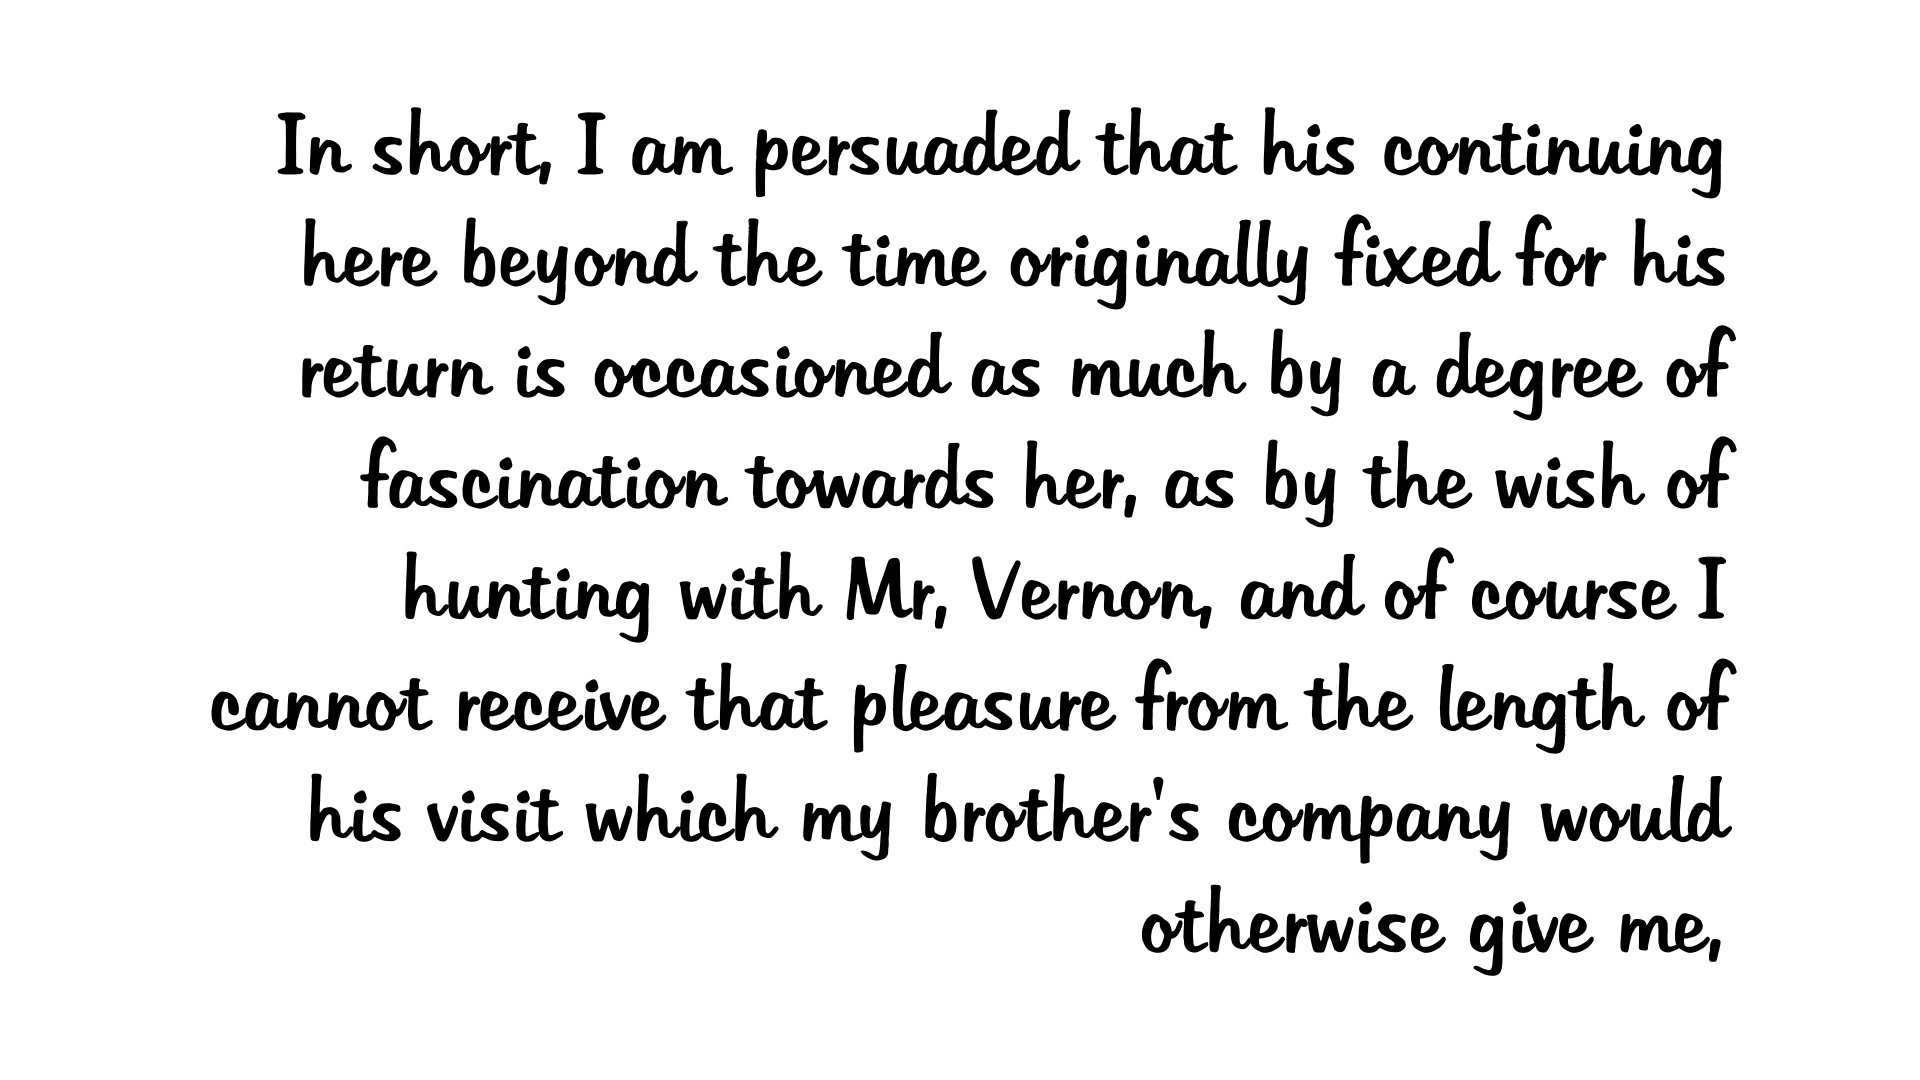 In short, I am persuaded that his continuing
here beyond the time originally fixed for his
return is occasioned as much by a degree of
fascination towards her, as by the wish of
hunting with Mr, Vernon, and of course I
cannot receive that pleasure from the length of
his visit which my brother's company would
otherwise give me,